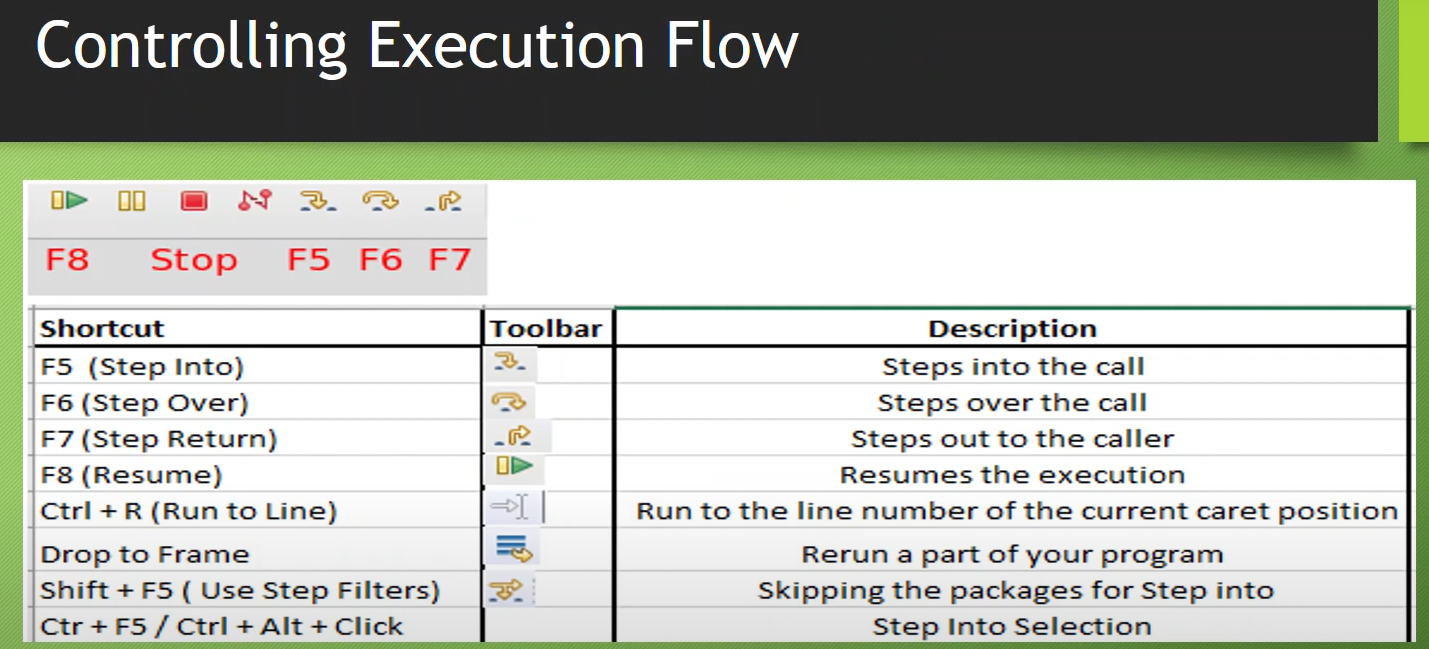 Controlling Execution Flow
F8 Stop F5 F6 F7
Shortcut Toolbar Description
F5 (Step Into) Steps into the call
F6 (Step Over) Steps over the call
F7 (Step Return) Steps out to the caller
F8 (Resume) Resumes the execution
Ctrl + R (Run to Line) Run to the line number of the current caret position
Drop to Frame Rerun a part of your program
Shift + F5 ( Use Step Filters) Skipping the packages for Step into
Ctr + F5 / Ctrl + Alt + Click Step Into Selection